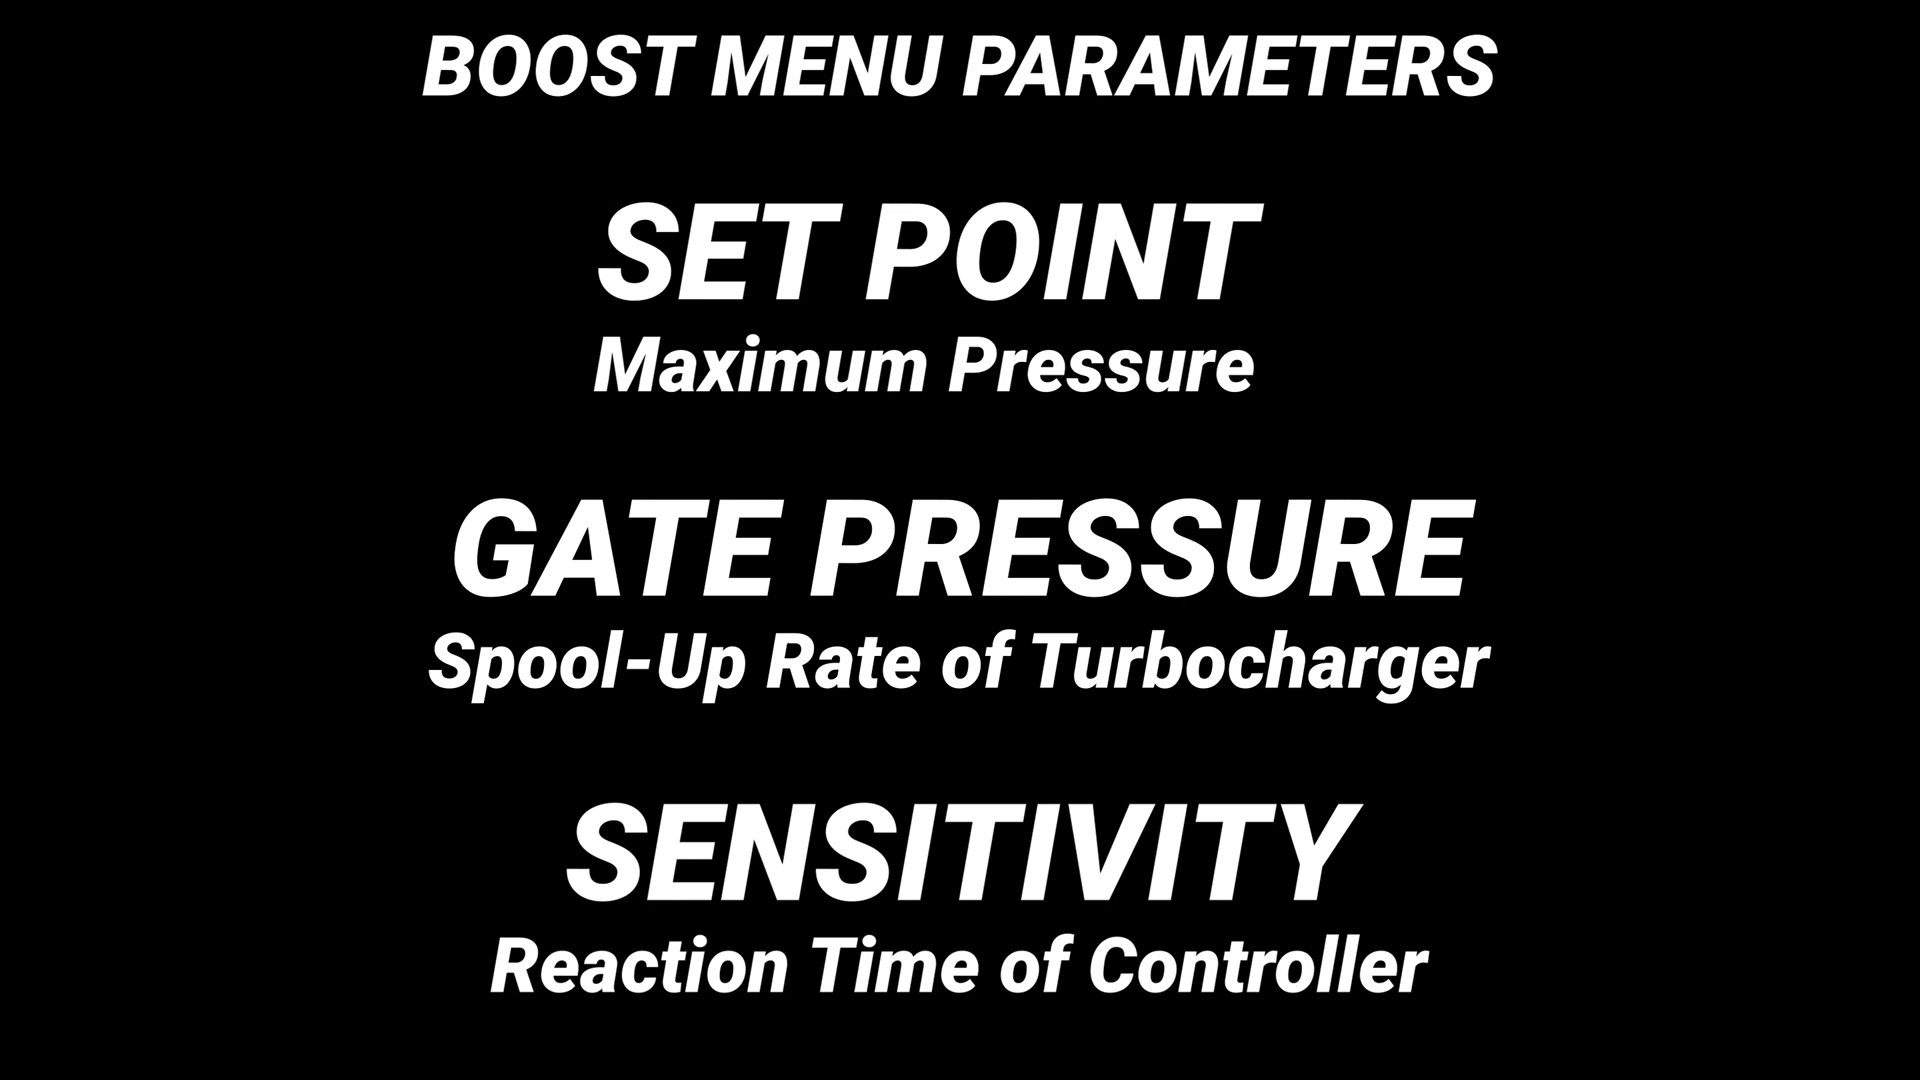 BOOST MENU PARAMETERS
SET POINT
Maximum Pressure
GATE PRESSURE
Spool-Up Rate of Turbocharger
SENSITIVITY
Reaction Time of Controller